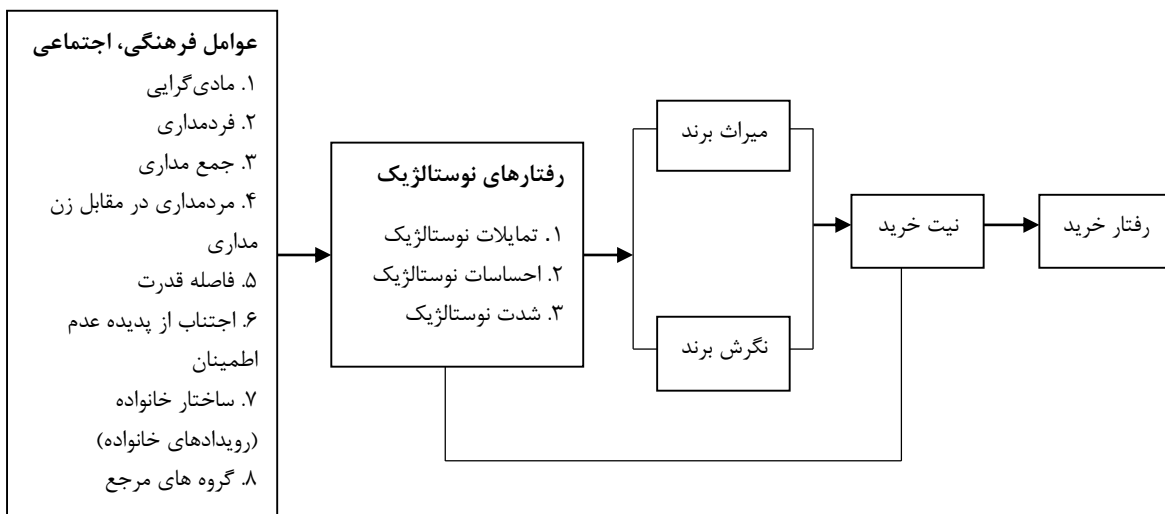 عوامل فرهنگی، اجتماعی
۱. مادی‌گرایی
۲. فردمداری
۳. جمع مداری
۴. مردمداری در مقابل زن
مداری
۵. فاصله قدرت
۶. اجتناب از پدیده عدم
اطمینان
۷. ساختار خانواده
(رویدادهای خانواده)
۸. گروه های مرجع
رفتارهای نوستالژیک
۱. تمایلات نوستالژیک
۲. احساسات نوستالژیک
۳. شدت نوستالژیک
میراث برند
نگرش برند
نیت خرید
رفتار خرید